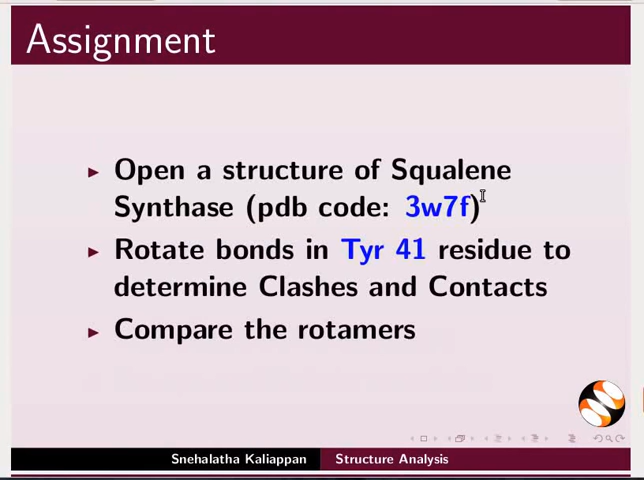 Assignment
Open a structure of Squalene
Synthase (pdb code: 3w7f)
Rotate bonds in Tyr 41 residue to
determine Clashes and Contacts
Compare the rotamers
Snehalatha Kaliappan Structure Analysis